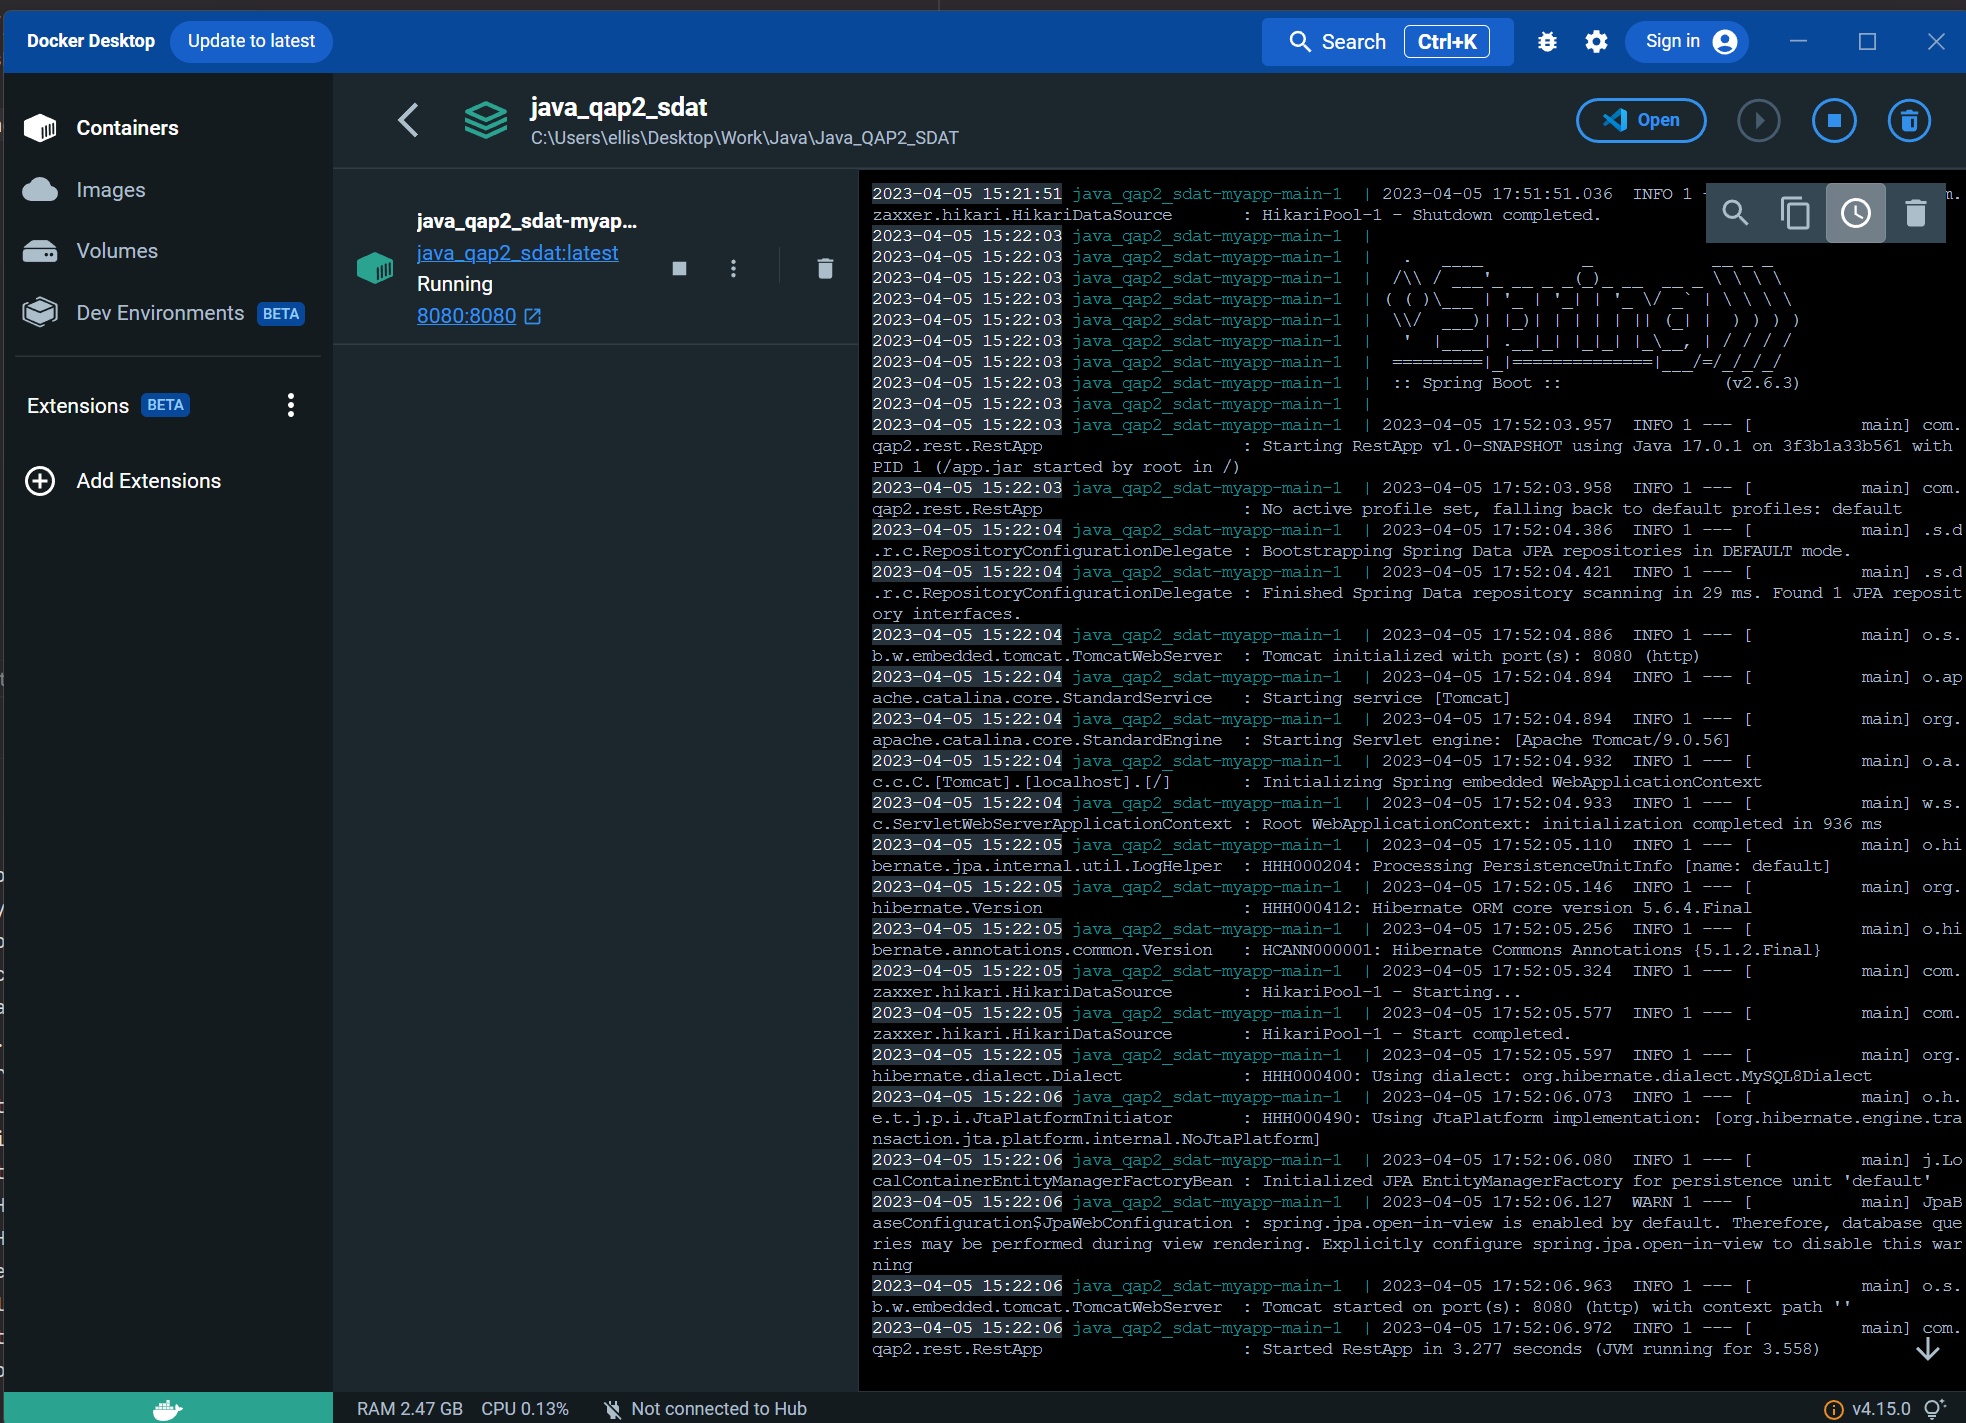 Docker Desktop
Update to latest
Search Ctrl+K
Sign in
Containers
Images
Volumes
Dev Environments BETA
Extensions BETA
Add Extensions
java_qap2_sdat
C:\Users\ellis\Desktop\Work\Java\Java_QAP2_SDAT
Open
java_qap2_sdat-myap...
java_qap2_sdat:latest
Running
8080:8080
2023-04-05 15:21:51 java_qap2_sdat-myapp-main-1  | 2023-04-05 17:51:51.036  INFO 1 - m.
zaxxer.hikari.HikariDataSource       : HikariPool-1 - Shutdown completed.
2023-04-05 15:22:03 java_qap2_sdat-myapp-main-1  |
2023-04-05 15:22:03 java_qap2_sdat-myapp-main-1  |   .   ____          _            __ _ _
2023-04-05 15:22:03 java_qap2_sdat-myapp-main-1  |  /\\ / ___'_ __ _ _(_)_ __  __ _ \ \ \ \
2023-04-05 15:22:03 java_qap2_sdat-myapp-main-1  | ( ( )\___ | '_ | '_| | '_ \/ _` | \ \ \ \
2023-04-05 15:22:03 java_qap2_sdat-myapp-main-1  |  \\/  ___)| |_)| | | | | || (_| |  ) ) ) )
2023-04-05 15:22:03 java_qap2_sdat-myapp-main-1  |   '  |____| .__|_| |_|_| |_\__, | / / / /
2023-04-05 15:22:03 java_qap2_sdat-myapp-main-1  |  =========|_|==============|___/=/_/_/_/
2023-04-05 15:22:03 java_qap2_sdat-myapp-main-1  |  :: Spring Boot ::                (v2.6.3)
2023-04-05 15:22:03 java_qap2_sdat-myapp-main-1  |
2023-04-05 15:22:03 java_qap2_sdat-myapp-main-1  | 2023-04-05 17:52:03.957  INFO 1 --- [           main] com.
qap2.rest.RestApp                    : Starting RestApp v1.0-SNAPSHOT using Java 17.0.1 on 3f3b1a33b561 with
PID 1 (/app.jar started by root in /)
2023-04-05 15:22:03 java_qap2_sdat-myapp-main-1  | 2023-04-05 17:52:03.958  INFO 1 --- [           main] com.
qap2.rest.RestApp                    : No active profile set, falling back to default profiles: default
2023-04-05 15:22:04 java_qap2_sdat-myapp-main-1  | 2023-04-05 17:52:04.386  INFO 1 --- [           main] .s.d
.r.c.RepositoryConfigurationDelegate : Bootstrapping Spring Data JPA repositories in DEFAULT mode.
2023-04-05 15:22:04 java_qap2_sdat-myapp-main-1  | 2023-04-05 17:52:04.421  INFO 1 --- [           main] .s.d
.r.c.RepositoryConfigurationDelegate : Finished Spring Data repository scanning in 29 ms. Found 1 JPA reposit
ory interfaces.
2023-04-05 15:22:04 java_qap2_sdat-myapp-main-1  | 2023-04-05 17:52:04.886  INFO 1 --- [           main] o.s.
b.w.embedded.tomcat.TomcatWebServer  : Tomcat initialized with port(s): 8080 (http)
2023-04-05 15:22:04 java_qap2_sdat-myapp-main-1  | 2023-04-05 17:52:04.894  INFO 1 --- [           main] o.ap
ache.catalina.core.StandardService   : Starting service [Tomcat]
2023-04-05 15:22:04 java_qap2_sdat-myapp-main-1  | 2023-04-05 17:52:04.894  INFO 1 --- [           main] org.
apache.catalina.core.StandardEngine  : Starting Servlet engine: [Apache Tomcat/9.0.56]
2023-04-05 15:22:04 java_qap2_sdat-myapp-main-1  | 2023-04-05 17:52:04.932  INFO 1 --- [           main] o.a.
c.c.C.[Tomcat].[localhost].[/]       : Initializing Spring embedded WebApplicationContext
2023-04-05 15:22:04 java_qap2_sdat-myapp-main-1  | 2023-04-05 17:52:04.933  INFO 1 --- [           main] w.s.
c.ServletWebServerApplicationContext : Root WebApplicationContext: initialization completed in 936 ms
2023-04-05 15:22:05 java_qap2_sdat-myapp-main-1  | 2023-04-05 17:52:05.110  INFO 1 --- [           main] o.hi
bernate.jpa.internal.util.LogHelper  : HHH000204: Processing PersistenceUnitInfo [name: default]
2023-04-05 15:22:05 java_qap2_sdat-myapp-main-1  | 2023-04-05 17:52:05.146  INFO 1 --- [           main] org.
hibernate.Version                    : HHH000412: Hibernate ORM core version 5.6.4.Final
2023-04-05 15:22:05 java_qap2_sdat-myapp-main-1  | 2023-04-05 17:52:05.256  INFO 1 --- [           main] o.hi
bernate.annotations.common.Version   : HCANN000001: Hibernate Commons Annotations {5.1.2.Final}
2023-04-05 15:22:05 java_qap2_sdat-myapp-main-1  | 2023-04-05 17:52:05.324  INFO 1 --- [           main] com.
zaxxer.hikari.HikariDataSource       : HikariPool-1 - Starting...
2023-04-05 15:22:05 java_qap2_sdat-myapp-main-1  | 2023-04-05 17:52:05.577  INFO 1 --- [           main] com.
zaxxer.hikari.HikariDataSource       : HikariPool-1 - Start completed.
2023-04-05 15:22:05 java_qap2_sdat-myapp-main-1  | 2023-04-05 17:52:05.597  INFO 1 --- [           main] org.
hibernate.dialect.Dialect            : HHH000400: Using dialect: org.hibernate.dialect.MySQL8Dialect
2023-04-05 15:22:06 java_qap2_sdat-myapp-main-1  | 2023-04-05 17:52:06.073  INFO 1 --- [           main] o.h.
e.t.j.p.i.JtaPlatformInitiator       : HHH000490: Using JtaPlatform implementation: [org.hibernate.engine.tra
nsaction.jta.platform.internal.NoJtaPlatform]
2023-04-05 15:22:06 java_qap2_sdat-myapp-main-1  | 2023-04-05 17:52:06.080  INFO 1 --- [           main] j.Lo
calContainerEntityManagerFactoryBean : Initialized JPA EntityManagerFactory for persistence unit 'default'
2023-04-05 15:22:06 java_qap2_sdat-myapp-main-1  | 2023-04-05 17:52:06.127  WARN 1 --- [           main] JpaB
aseConfiguration$JpaWebConfiguration : spring.jpa.open-in-view is enabled by default. Therefore, database que
ries may be performed during view rendering. Explicitly configure spring.jpa.open-in-view to disable this war
ning
2023-04-05 15:22:06 java_qap2_sdat-myapp-main-1  | 2023-04-05 17:52:06.963  INFO 1 --- [           main] o.s.
b.w.embedded.tomcat.TomcatWebServer  : Tomcat started on port(s): 8080 (http) with context path ''
2023-04-05 15:22:06 java_qap2_sdat-myapp-main-1  | 2023-04-05 17:52:06.972  INFO 1 --- [           main] com.
qap2.rest.RestApp                    : Started RestApp in 3.277 seconds (JVM running for 3.558)
RAM 2.47 GB CPU 0.13% Not connected to Hub
v4.15.0